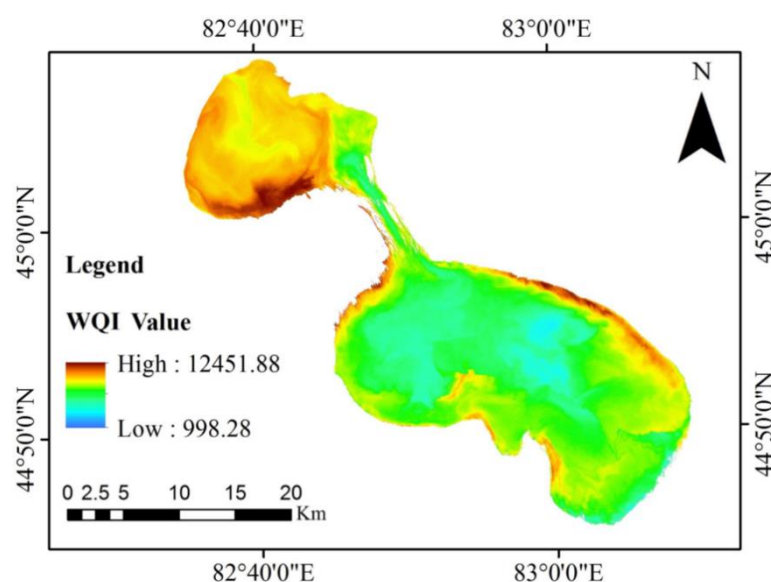 82°40'0"E 83°0'0"E
N
45°0'0"N 45°0'0"N
Legend
WQI Value
High : 12451.88
Low : 998.28
44°50'0"N 44°50'0"N
0 2.5 5 10 15 20
Km
82°40'0"E 83°0'0"E